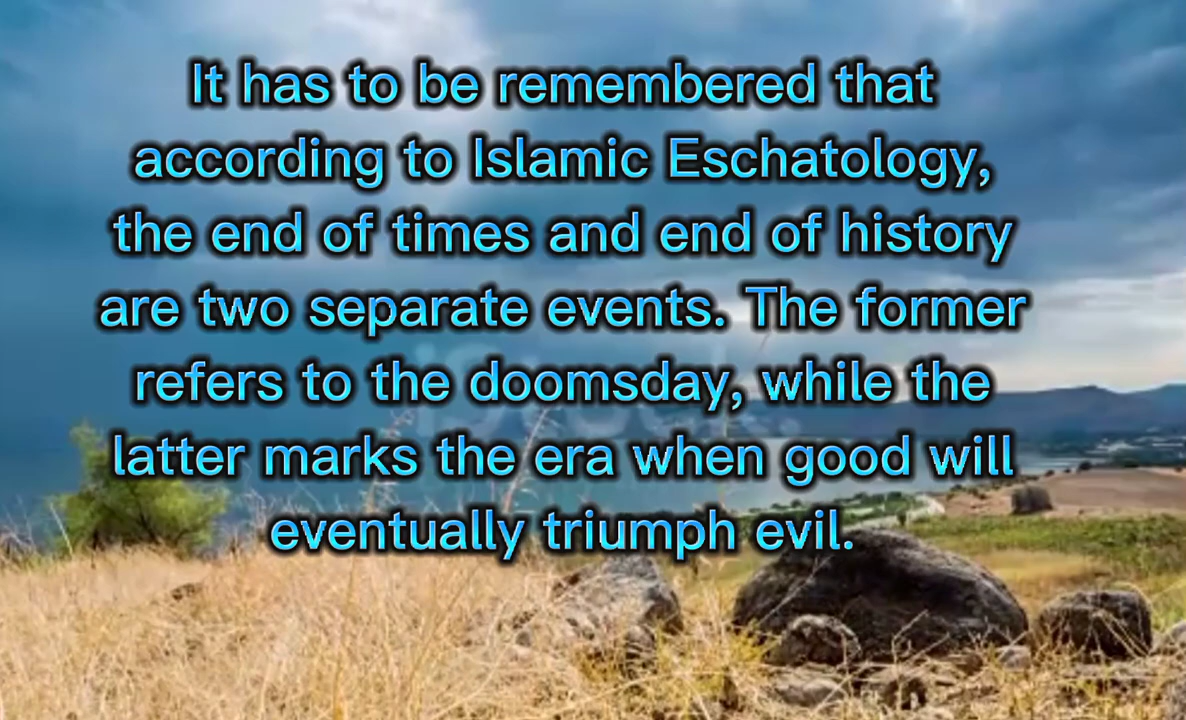 It has to be remembered that
according to Islamic Eschatology,
the end of times and end of history
are two separate events. The former
refers to the doomsday, while the
latter marks the era when good will
eventually triumph evil.
iStock